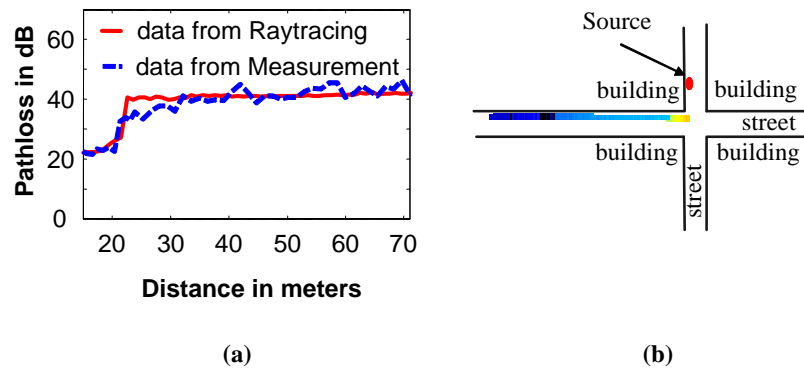 60
40
20
0
Pathloss in dB
data from Raytracing
data from Measurement
20 30 40 50 60 70
Distance in meters
(a)
Source
building building
street
building building
street
(b)